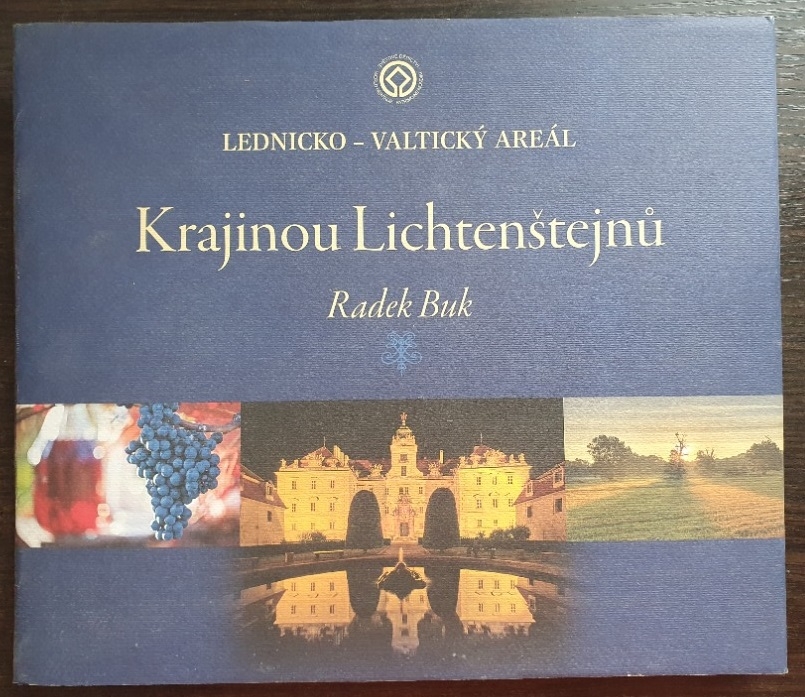 LEDNICKO – VALTICKÝ AREÁL
Krajinou Lichtenštejnů
Radek Buk